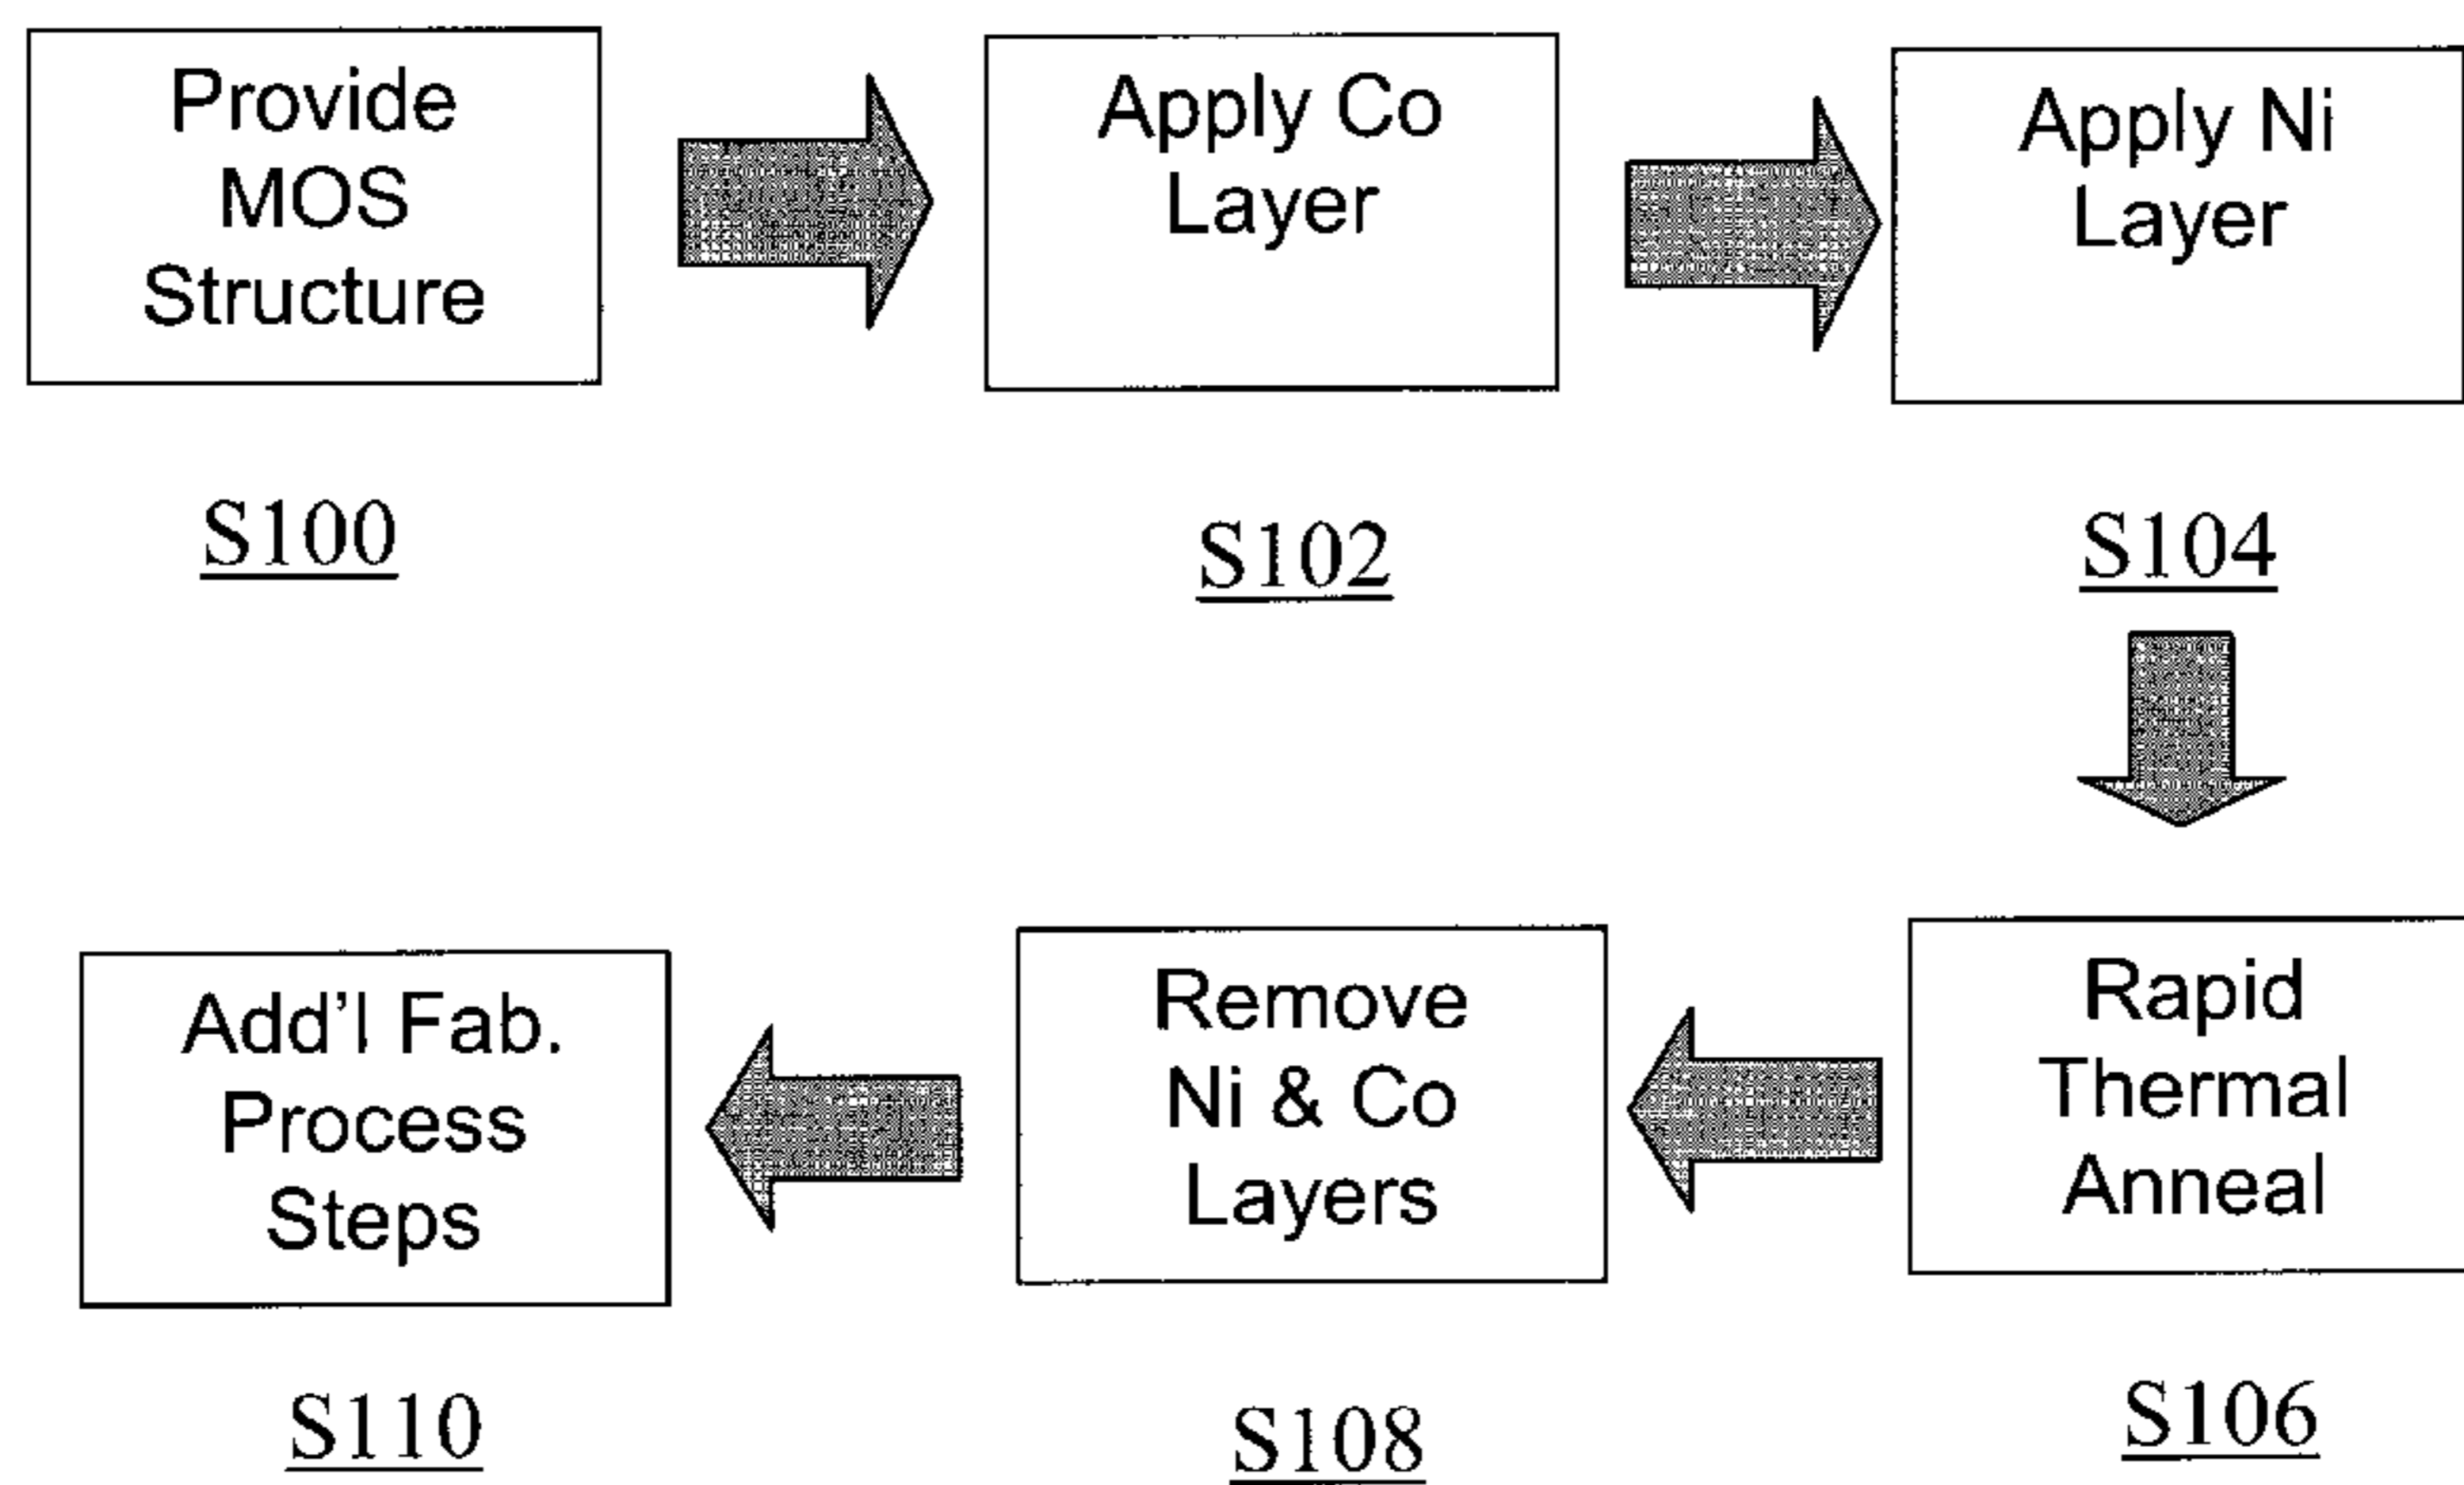 Provide
MOS
Structure
S100
Apply Co
Layer
S102
Apply Ni
Layer
S104
Rapid
Thermal
Anneal
S106
Remove
Ni & Co
Layers
S108
Add'l Fab.
Process
Steps
S110